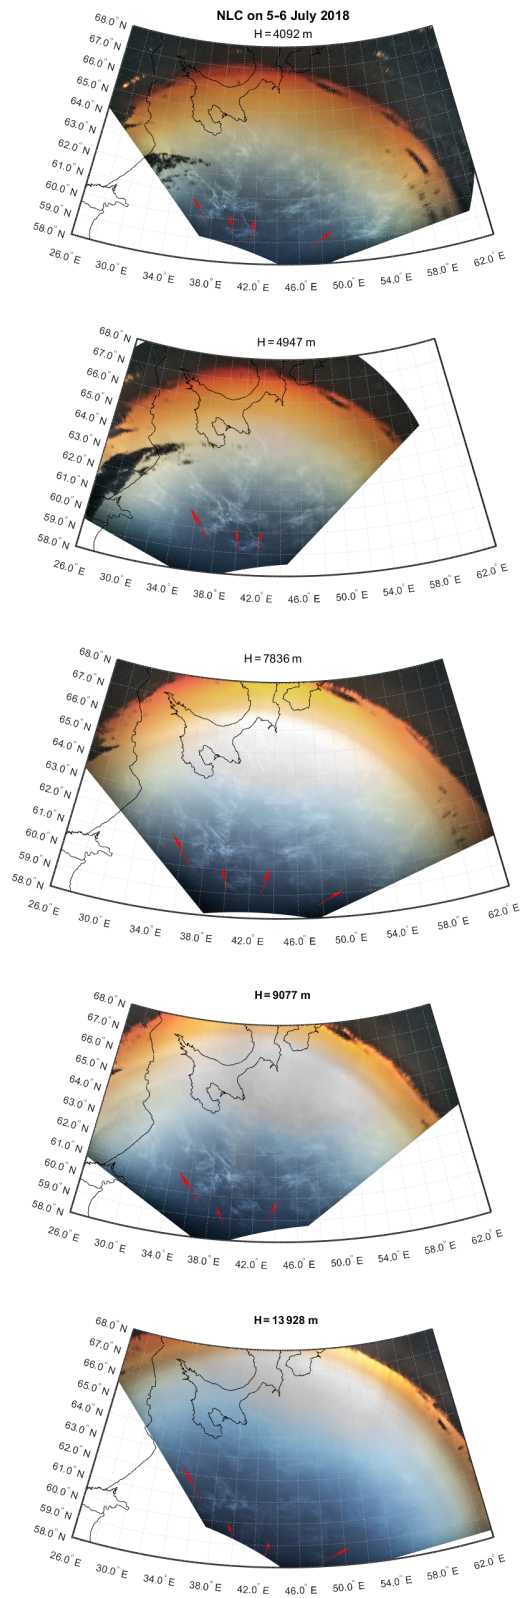 NLC on 5-6 July 2018
H = 4092 m
68.0° N
67.0° N
66.0° N
65.0° N
64.0° N
63.0° N
62.0° N
61.0° N
60.0° N
59.0° N
58.0° N
26.0° E
30.0° E
34.0° E
38.0° E
42.0° E
46.0° E
50.0° E
54.0° E
58.0° E
62.0° E
H = 4947 m
68.0° N
67.0° N
66.0° N
65.0° N
64.0° N
63.0° N
62.0° N
61.0° N
60.0° N
59.0° N
58.0° N
26.0° E
30.0° E
34.0° E
38.0° E
42.0° E
46.0° E
50.0° E
54.0° E
58.0° E
62.0° E
H = 7836 m
68.0° N
67.0° N
66.0° N
65.0° N
64.0° N
63.0° N
62.0° N
61.0° N
60.0° N
59.0° N
58.0° N
26.0° E
30.0° E
34.0° E
38.0° E
42.0° E
46.0° E
50.0° E
54.0° E
58.0° E
62.0° E
H = 9077 m
68.0° N
67.0° N
66.0° N
65.0° N
64.0° N
63.0° N
62.0° N
61.0° N
60.0° N
59.0° N
58.0° N
26.0° E
30.0° E
34.0° E
38.0° E
42.0° E
46.0° E
50.0° E
54.0° E
58.0° E
62.0° E
H = 13 928 m
68.0° N
67.0° N
66.0° N
65.0° N
64.0° N
63.0° N
62.0° N
61.0° N
60.0° N
59.0° N
58.0° N
26.0° E
30.0° E
34.0° E
38.0° E
42.0° E
46.0° E
50.0° E
54.0° E
58.0° E
62.0° E